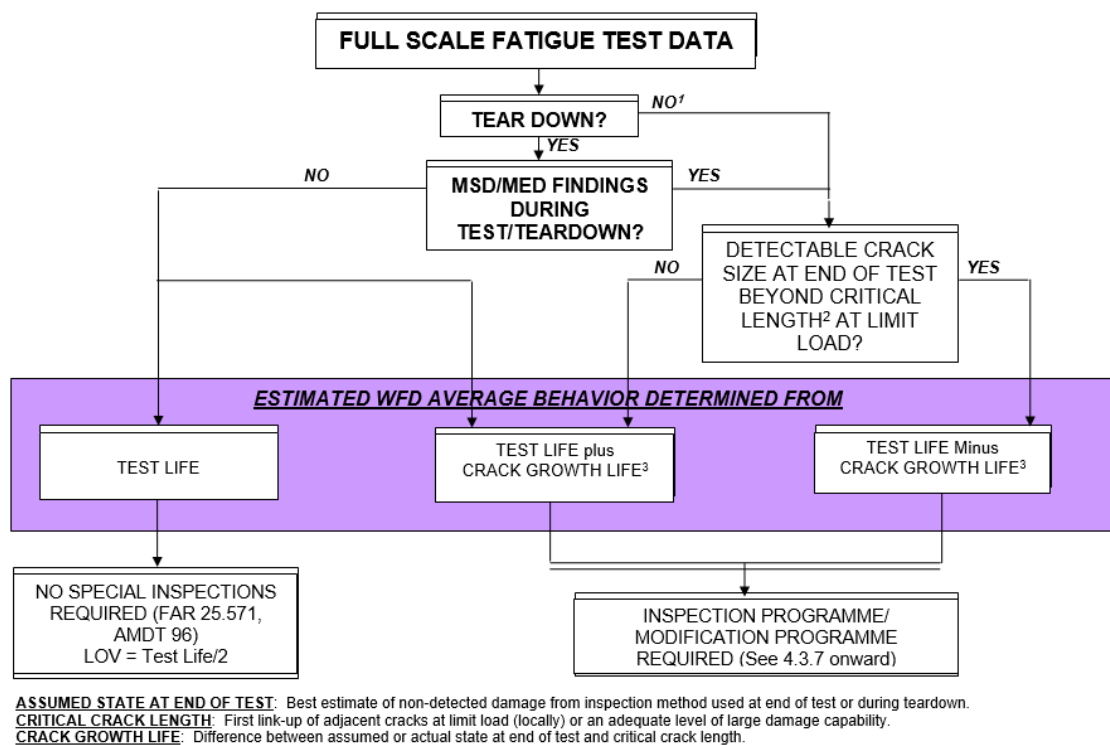 FULL SCALE FATIGUE TEST DATA
TEAR DOWN?
NO¹
YES
NO
MSD/MED FINDINGS
DURING
TEST/TEARDOWN?
YES
NO
DETECTABLE CRACK
SIZE AT END OF TEST
BEYOND CRITICAL
LENGTH² AT LIMIT
LOAD?
YES
ESTIMATED WFD AVERAGE BEHAVIOR DETERMINED FROM
TEST LIFE
TEST LIFE plus
CRACK GROWTH LIFE³
TEST LIFE Minus
CRACK GROWTH LIFE³
NO SPECIAL INSPECTIONS
REQUIRED (FAR 25.571,
AMDT 96)
LOV = Test Life/2
INSPECTION PROGRAMME/
MODIFICATION PROGRAMME
REQUIRED (See 4.3.7 onward)
ASSUMED STATE AT END OF TEST: Best estimate of non-detected damage from inspection method used at end of test or during teardown.
CRITICAL CRACK LENGTH: First link-up of adjacent cracks at limit load (locally) or an adequate level of large damage capability.
CRACK GROWTH LIFE: Difference between assumed or actual state at end of test and critical crack length.